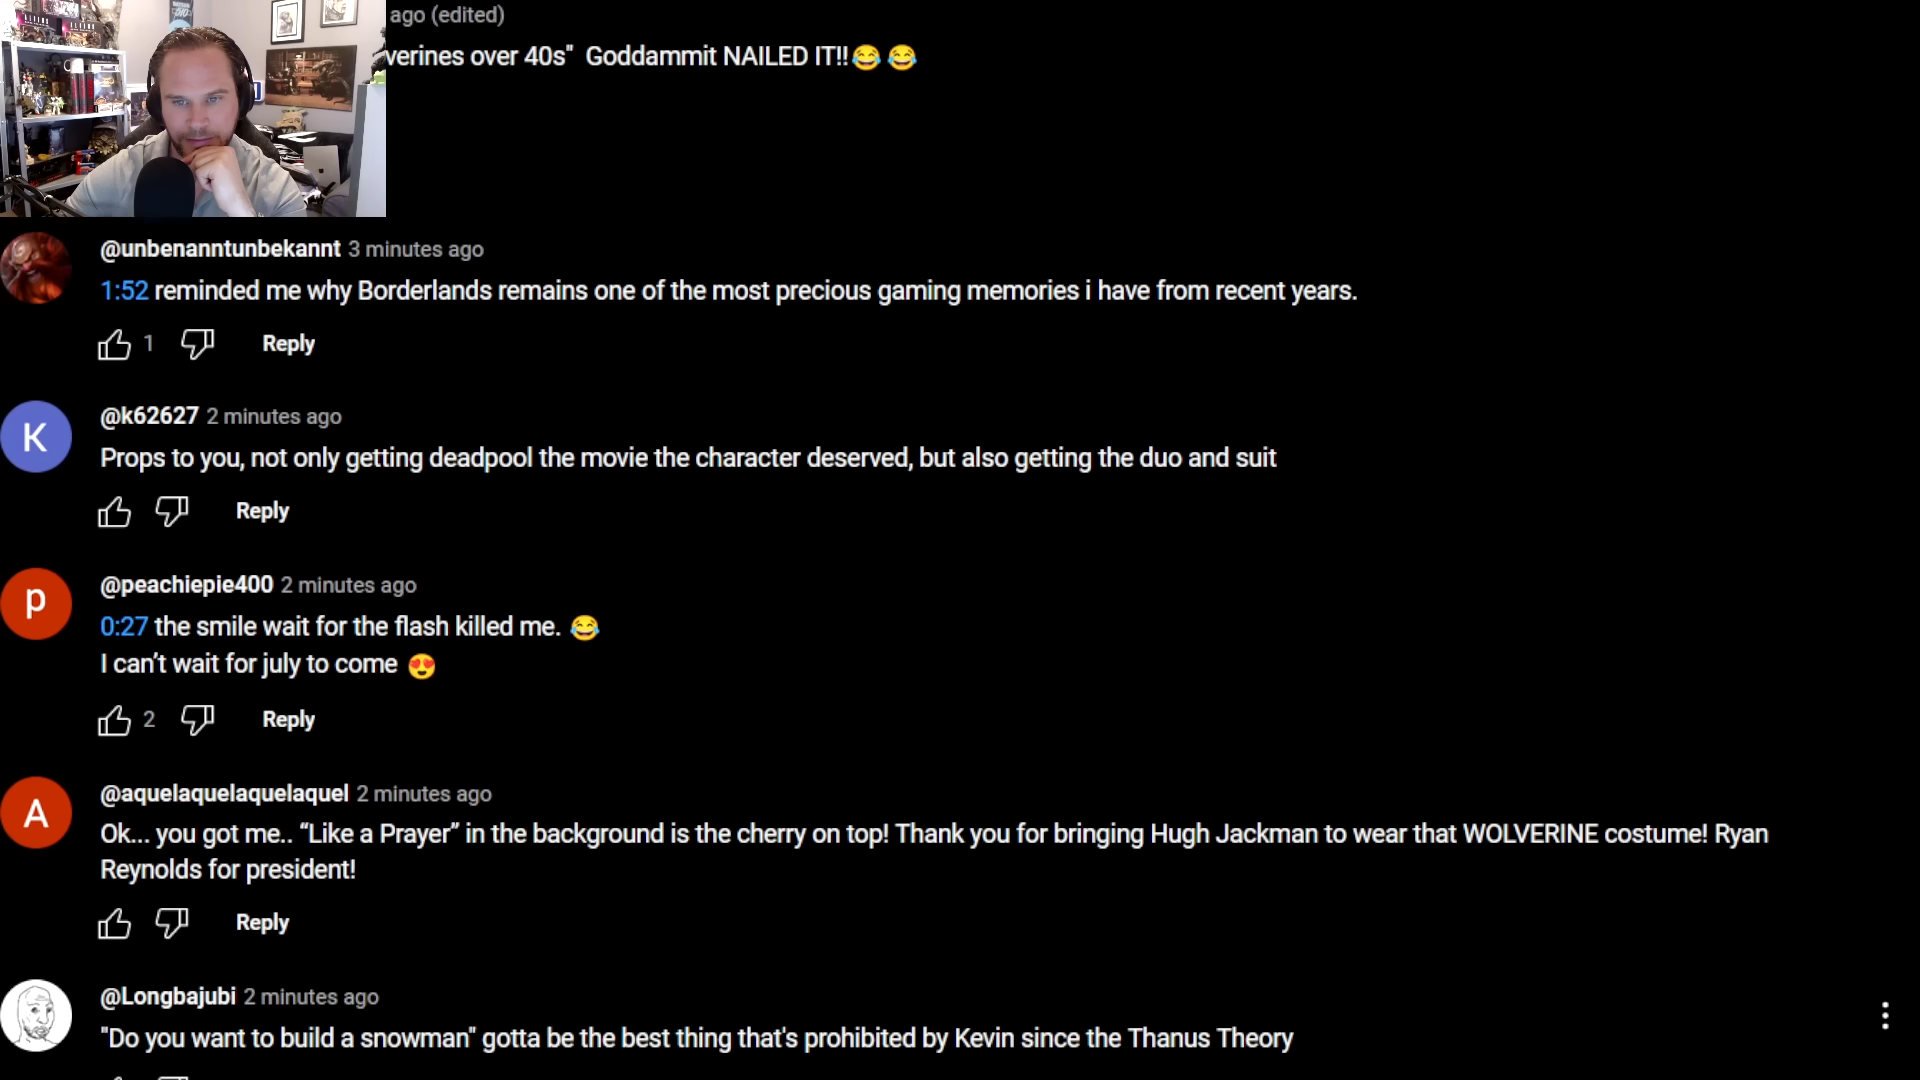 ago (edited)
verines over 40s" Goddammit NAILED IT!!😂😂
@unbenanntunbekannt 3 minutes ago
1:52 reminded me why Borderlands remains one of the most precious gaming memories i have from recent years.
1 Reply
K
@k62627 2 minutes ago
Props to you, not only getting deadpool the movie the character deserved, but also getting the duo and suit
Reply
p
@peachiepie400 2 minutes ago
0:27 the smile wait for the flash killed me. 😂
I can’t wait for july to come 😍
2 Reply
A
@aquelaquelaquelaquel 2 minutes ago
Ok... you got me.. “Like a Prayer” in the background is the cherry on top! Thank you for bringing Hugh Jackman to wear that WOLVERINE costume! Ryan
Reynolds for president!
Reply
@Longbajubi 2 minutes ago
"Do you want to build a snowman" gotta be the best thing that's prohibited by Kevin since the Thanus Theory